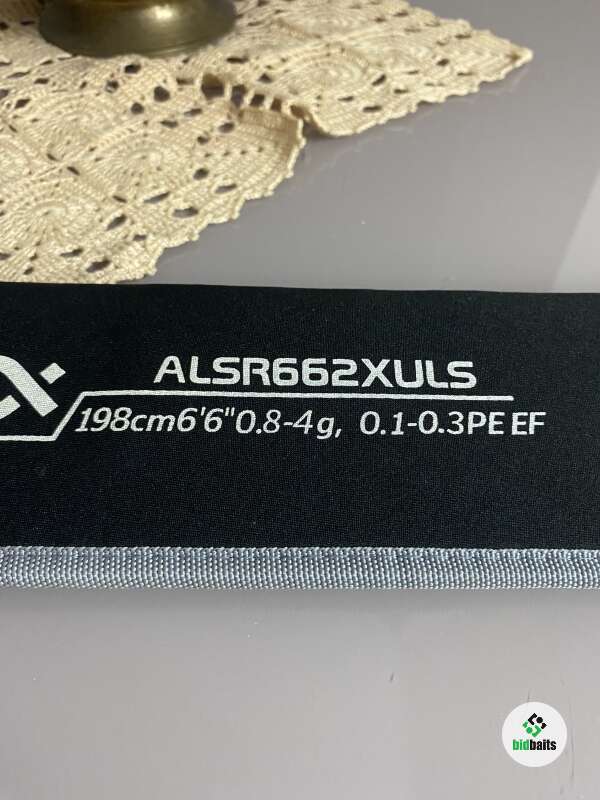 ALSR662XULS
198cm6'6"0.8-4g, 0.1-0.3PE EF
bidbaits